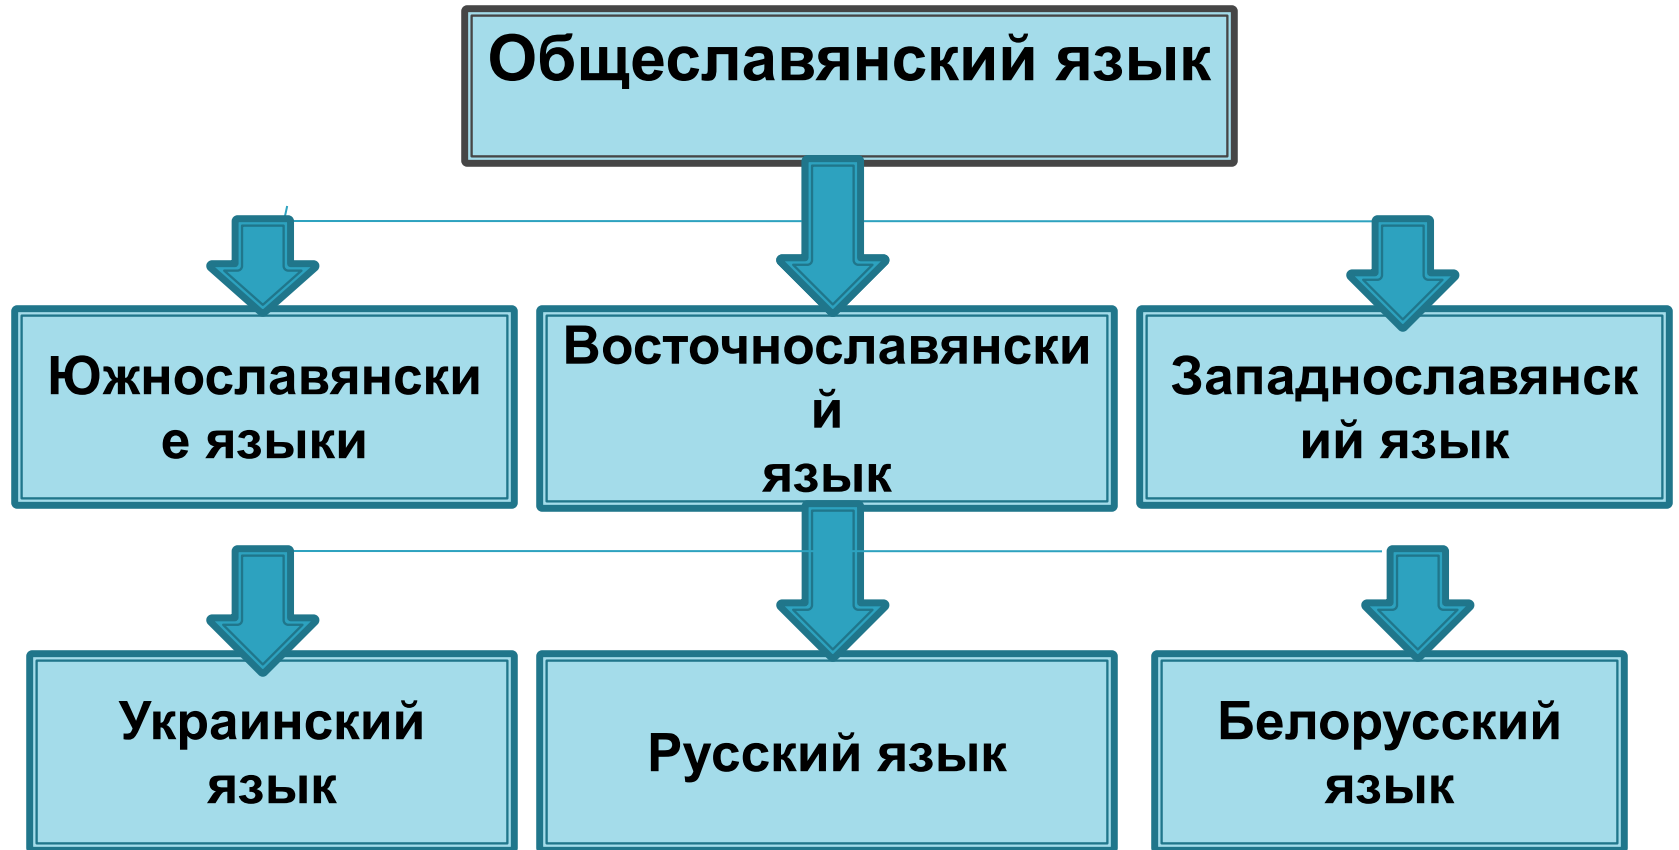 Общеславянский язык
Южнославянски
е языки
Восточнославянски
й
язык
Западнославянск
ий язык
Украинский
язык
Русский язык
Белорусский
язык